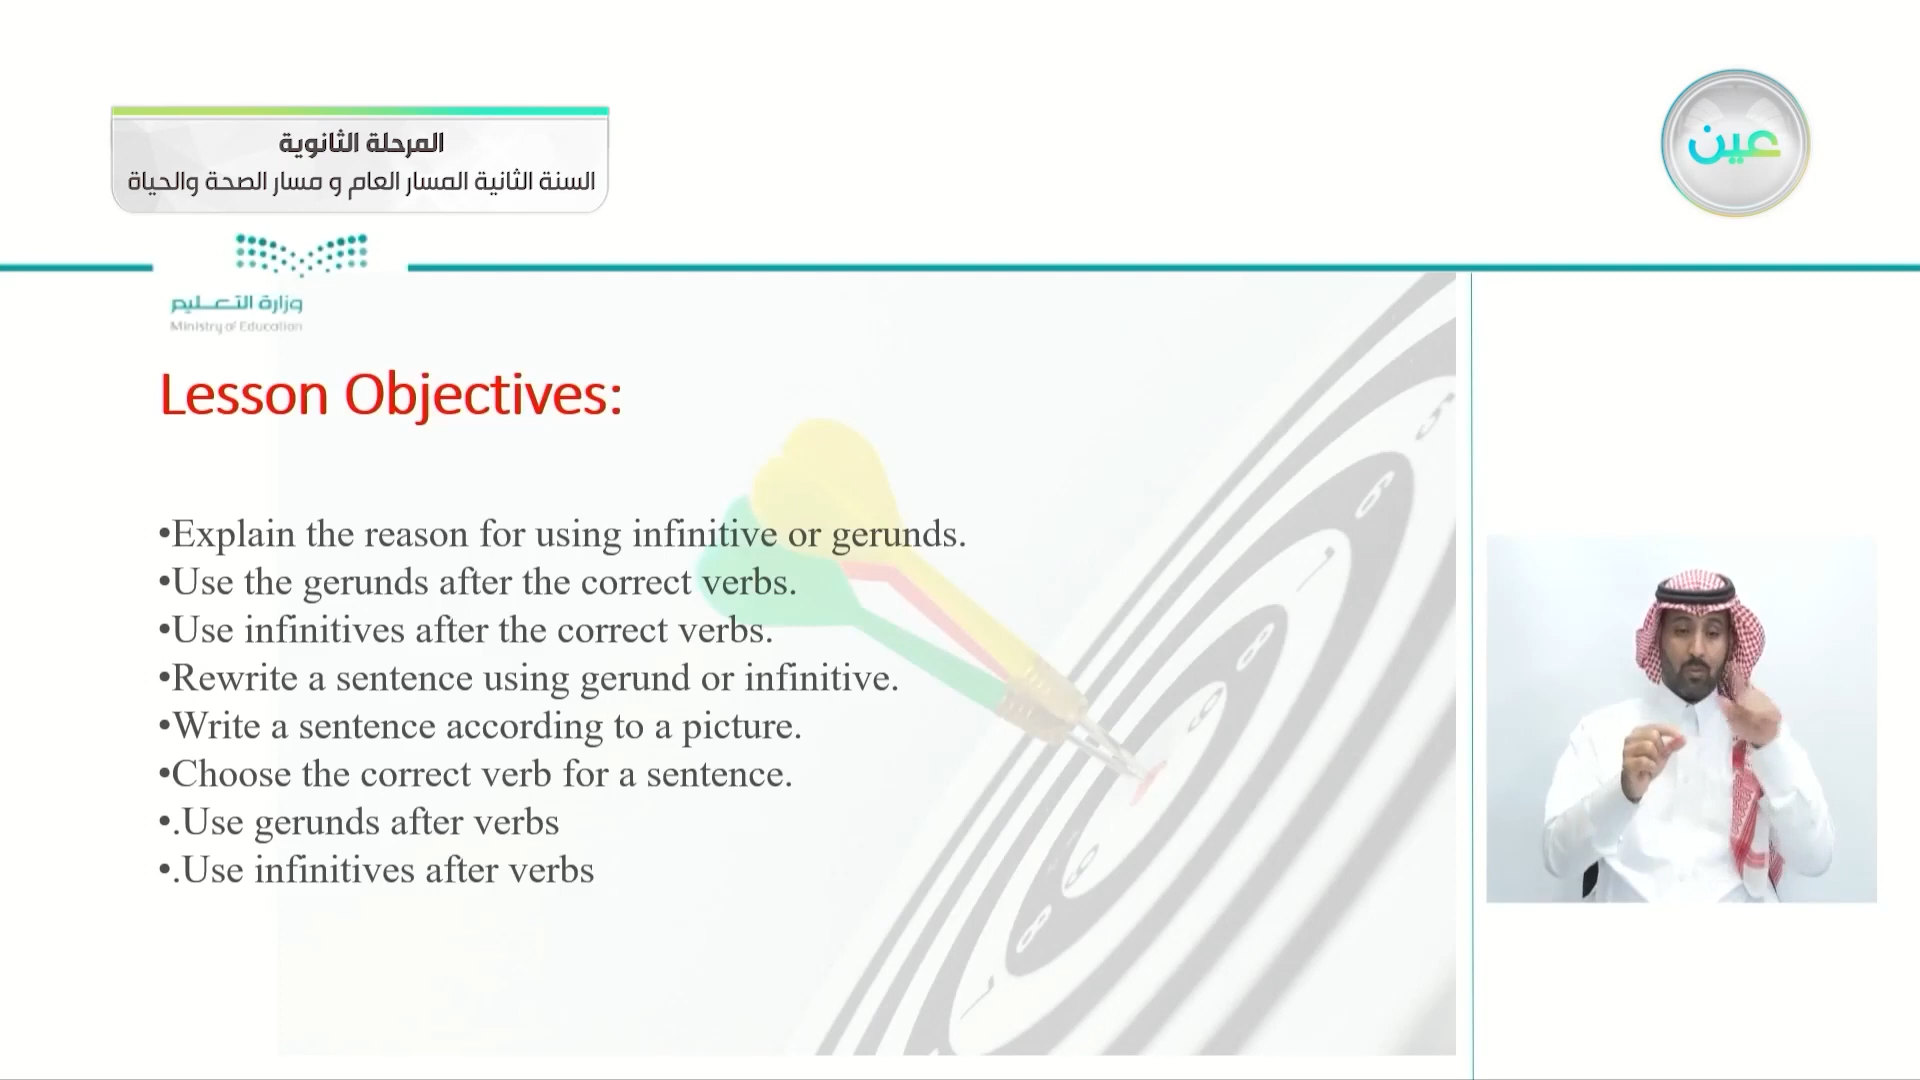 المرحلة الثانوية
السنة الثانية المسار العام و مسار الصحة والحياة
عين
وزارة التعليم
Ministry of Education
Lesson Objectives:
•Explain the reason for using infinitive or gerunds.
•Use the gerunds after the correct verbs.
•Use infinitives after the correct verbs.
•Rewrite a sentence using gerund or infinitive.
•Write a sentence according to a picture.
•Choose the correct verb for a sentence.
•.Use gerunds after verbs
•.Use infinitives after verbs